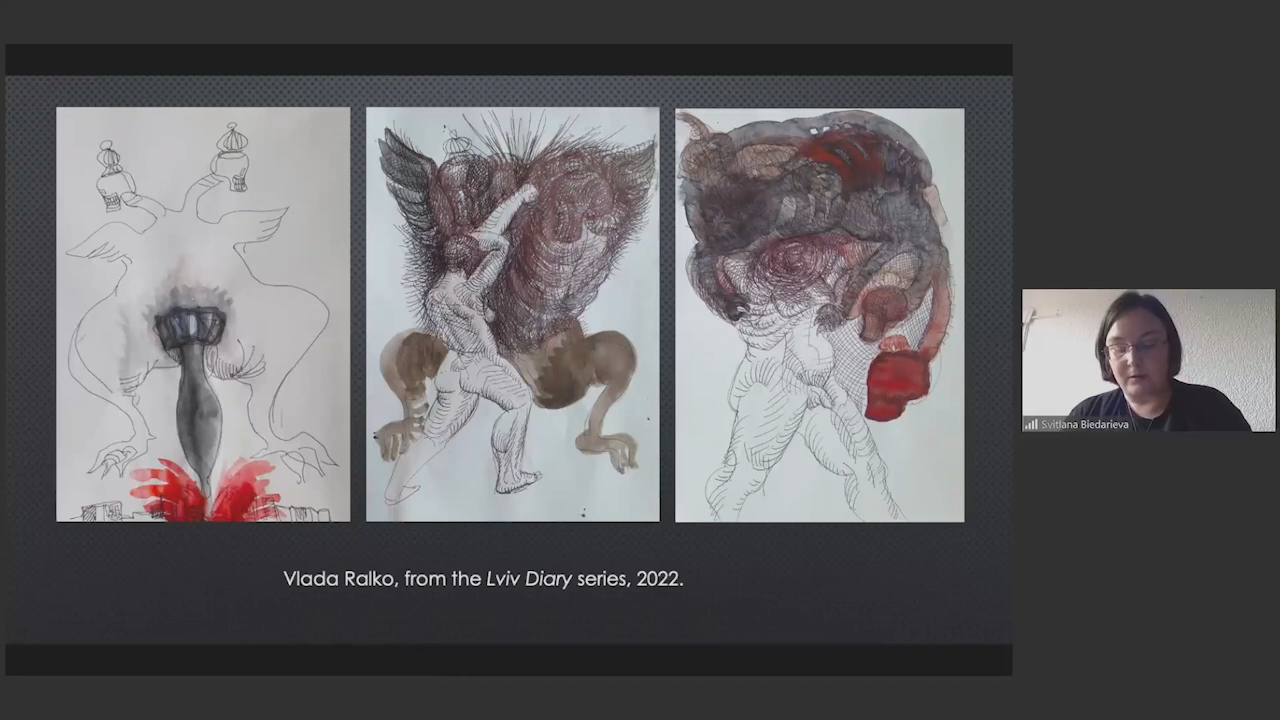 Vlada Ralko, from the Lviv Diary series, 2022.
Svitlana Biedarieva